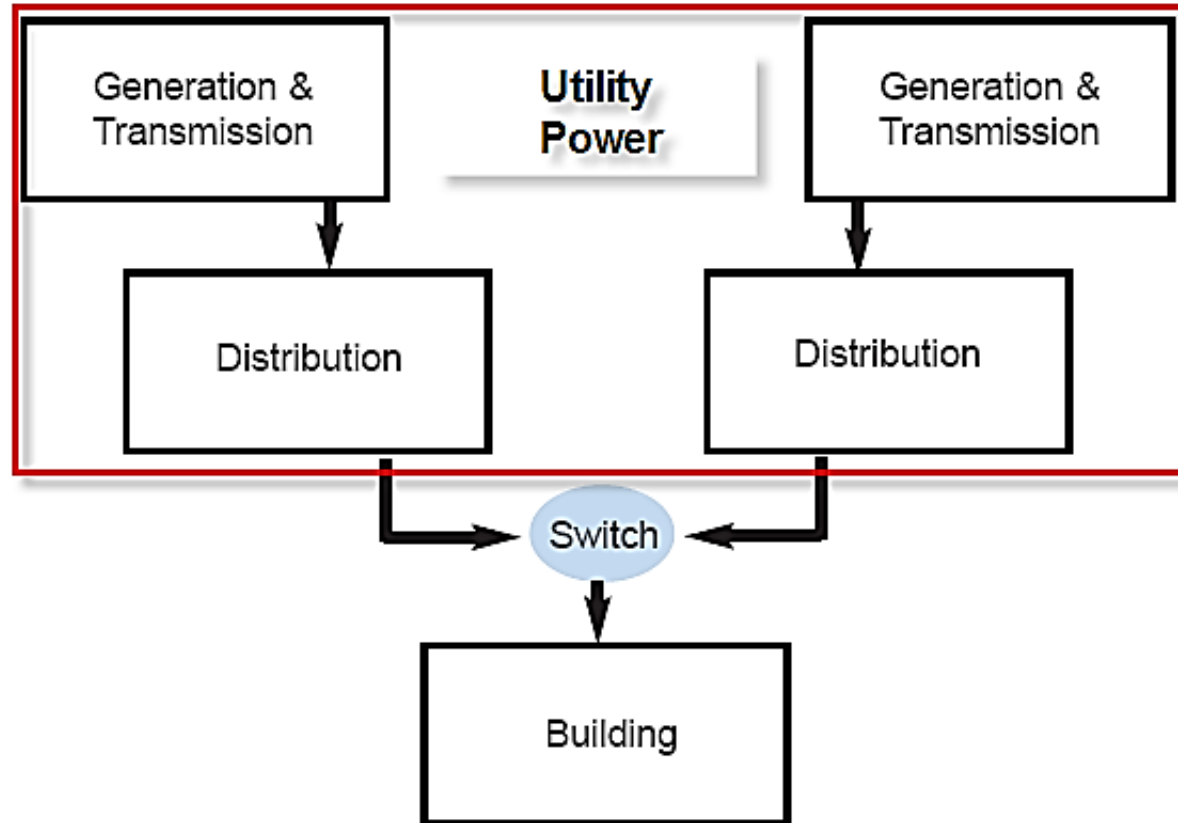 Generation &
Transmission
Utility
Power
Generation &
Transmission
Distribution
Distribution
Switch
Building